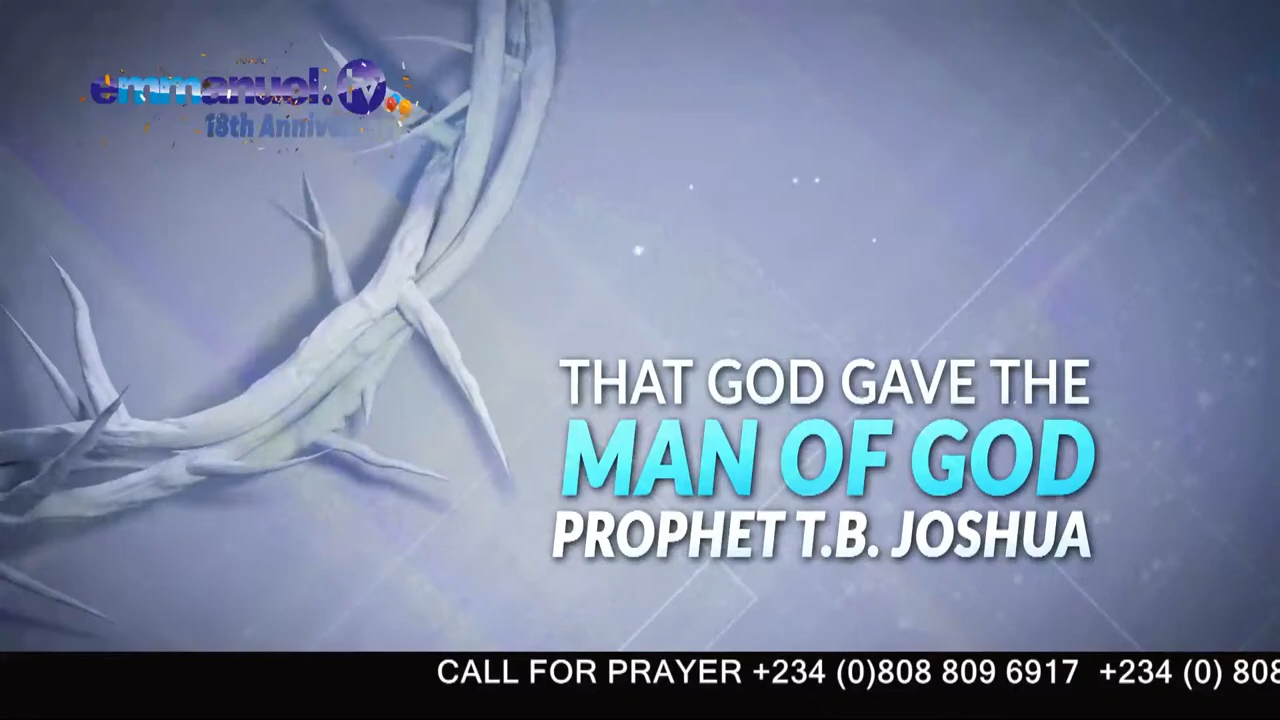 emmanuel.tv
18th Anniver
THAT GOD GAVE THE
MAN OF GOD
PROPHET T.B. JOSHUA
CALL FOR PRAYER +234 (0)808 809 6917 +234 (0) 808